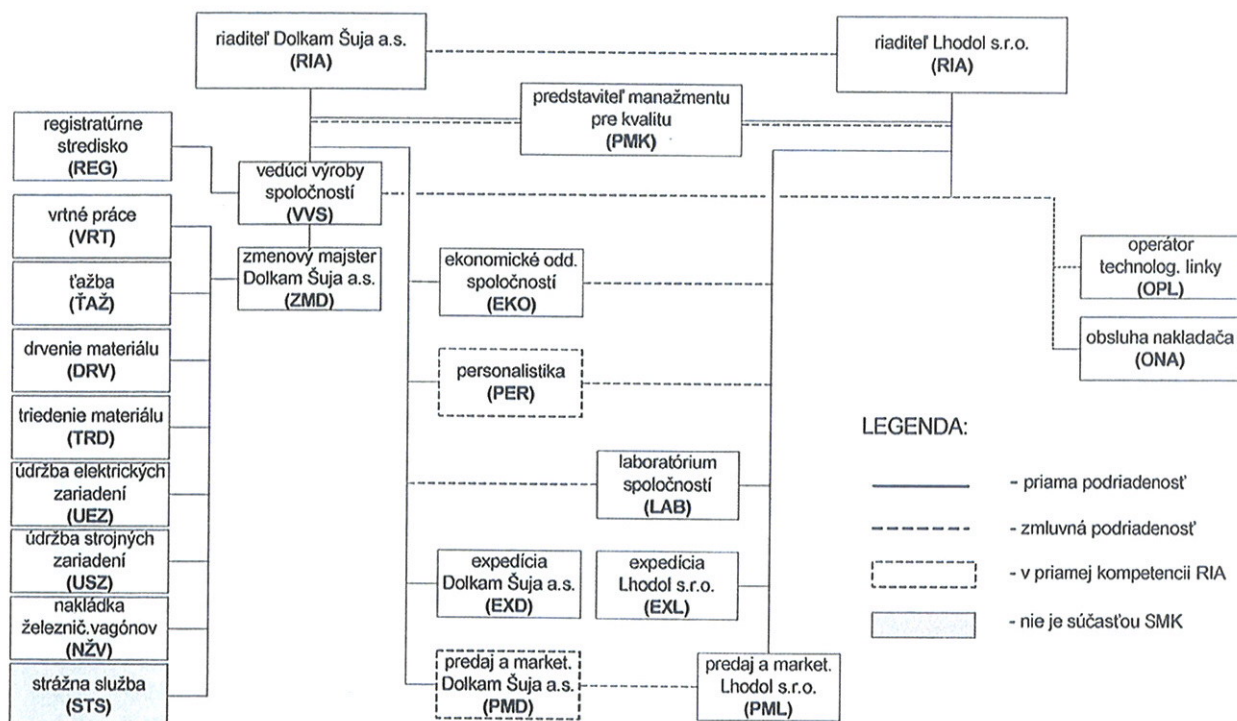 riaditeľ Dolkam Šuja a.s.
(RIA)
riaditeľ Lhodol s.r.o.
(RIA)
predstaviteľ manažmentu
pre kvalitu
(PMK)
registratúrne
stredisko
(REG)
vedúci výroby
spoločností
(VVS)
vrtné práce
(VRT)
zmenový majster
Dolkam Šuja a.s.
(ZMD)
ekonomické odd.
spoločností
(EKO)
operátor
technolog. linky
(OPL)
ťažba
(ŤAŽ)
obsluha nakladača
(ONA)
drvenie materiálu
(DRV)
personalistika
(PER)
triedenie materiálu
(TRD)
LEGENDA:
údržba elektrických
zariadení
(UEZ)
laboratórium
spoločností
(LAB)
- priama podriadenosť
- zmluvná podriadenosť
údržba strojných
zariadení
(USZ)
expedícia
Dolkam Šuja a.s.
(EXD)
expedícia
Lhodol s.r.o.
(EXL)
- v priamej kompetencii RIA
- nie je súčasťou SMK
nakládka
železnič.vagónov
(NŽV)
strážna služba
(STS)
predaj a market.
Dolkam Šuja a.s.
(PMD)
predaj a market.
Lhodol s.r.o.
(PML)